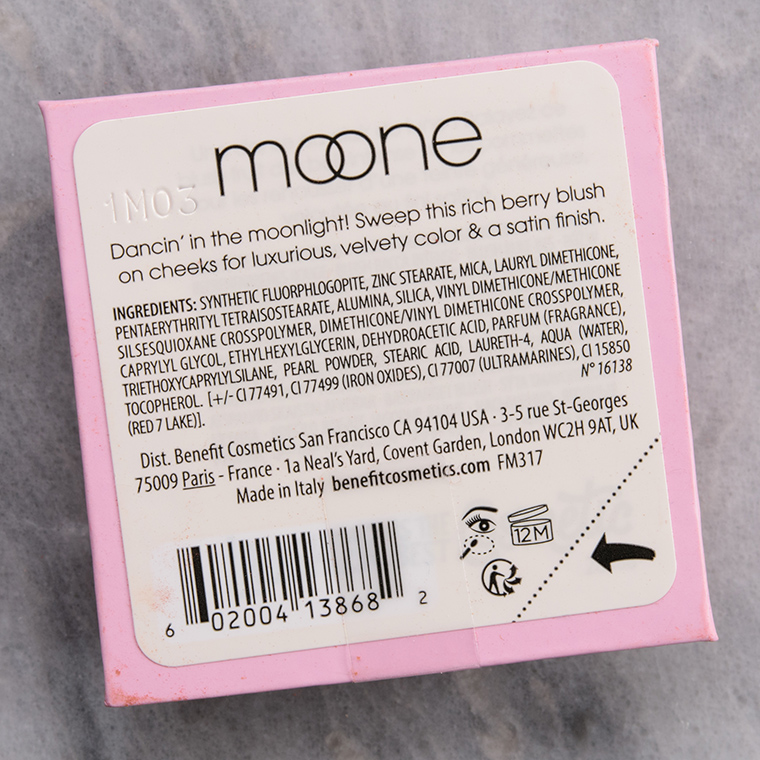 moone
1M03
Dancin' in the moonlight! Sweep this rich berry blush
on cheeks for luxurious, velvety color & a satin finish.
INGREDIENTS: SYNTHETIC FLUORPHLOGOPITE, ZINC STEARATE, MICA, LAURYL DIMETHICONE,
PENTAERYTHRITYL TETRAISOSTEARATE, ALUMINA, SILICA, VINYL DIMETHICONE/METHICONE
SILSESQUIOXANE CROSSPOLYMER, DIMETHICONE/VINYL DIMETHICONE CROSSPOLYMER,
CAPRYLYL GLYCOL, ETHYLHEXYLGLYCERIN, DEHYDROACETIC ACID, PARFUM (FRAGRANCE),
TRIETHOXYCAPRYLYLSILANE, PEARL POWDER, STEARIC ACID, LAURETH-4, AQUA (WATER),
TOCOPHEROL. [+/- CI 77491, CI 77499 (IRON OXIDES), CI 77007 (ULTRAMARINES), CI 15850
(RED 7 LAKE)].
N° 16138
Dist. Benefit Cosmetics San Francisco CA 94104 USA · 3-5 rue St-Georges
75009 Paris - France · 1a Neal's Yard, Covent Garden, London WC2H 9AT, UK
Made in Italy benefitcosmetics.com FM317
12M
6 02004 13868 2